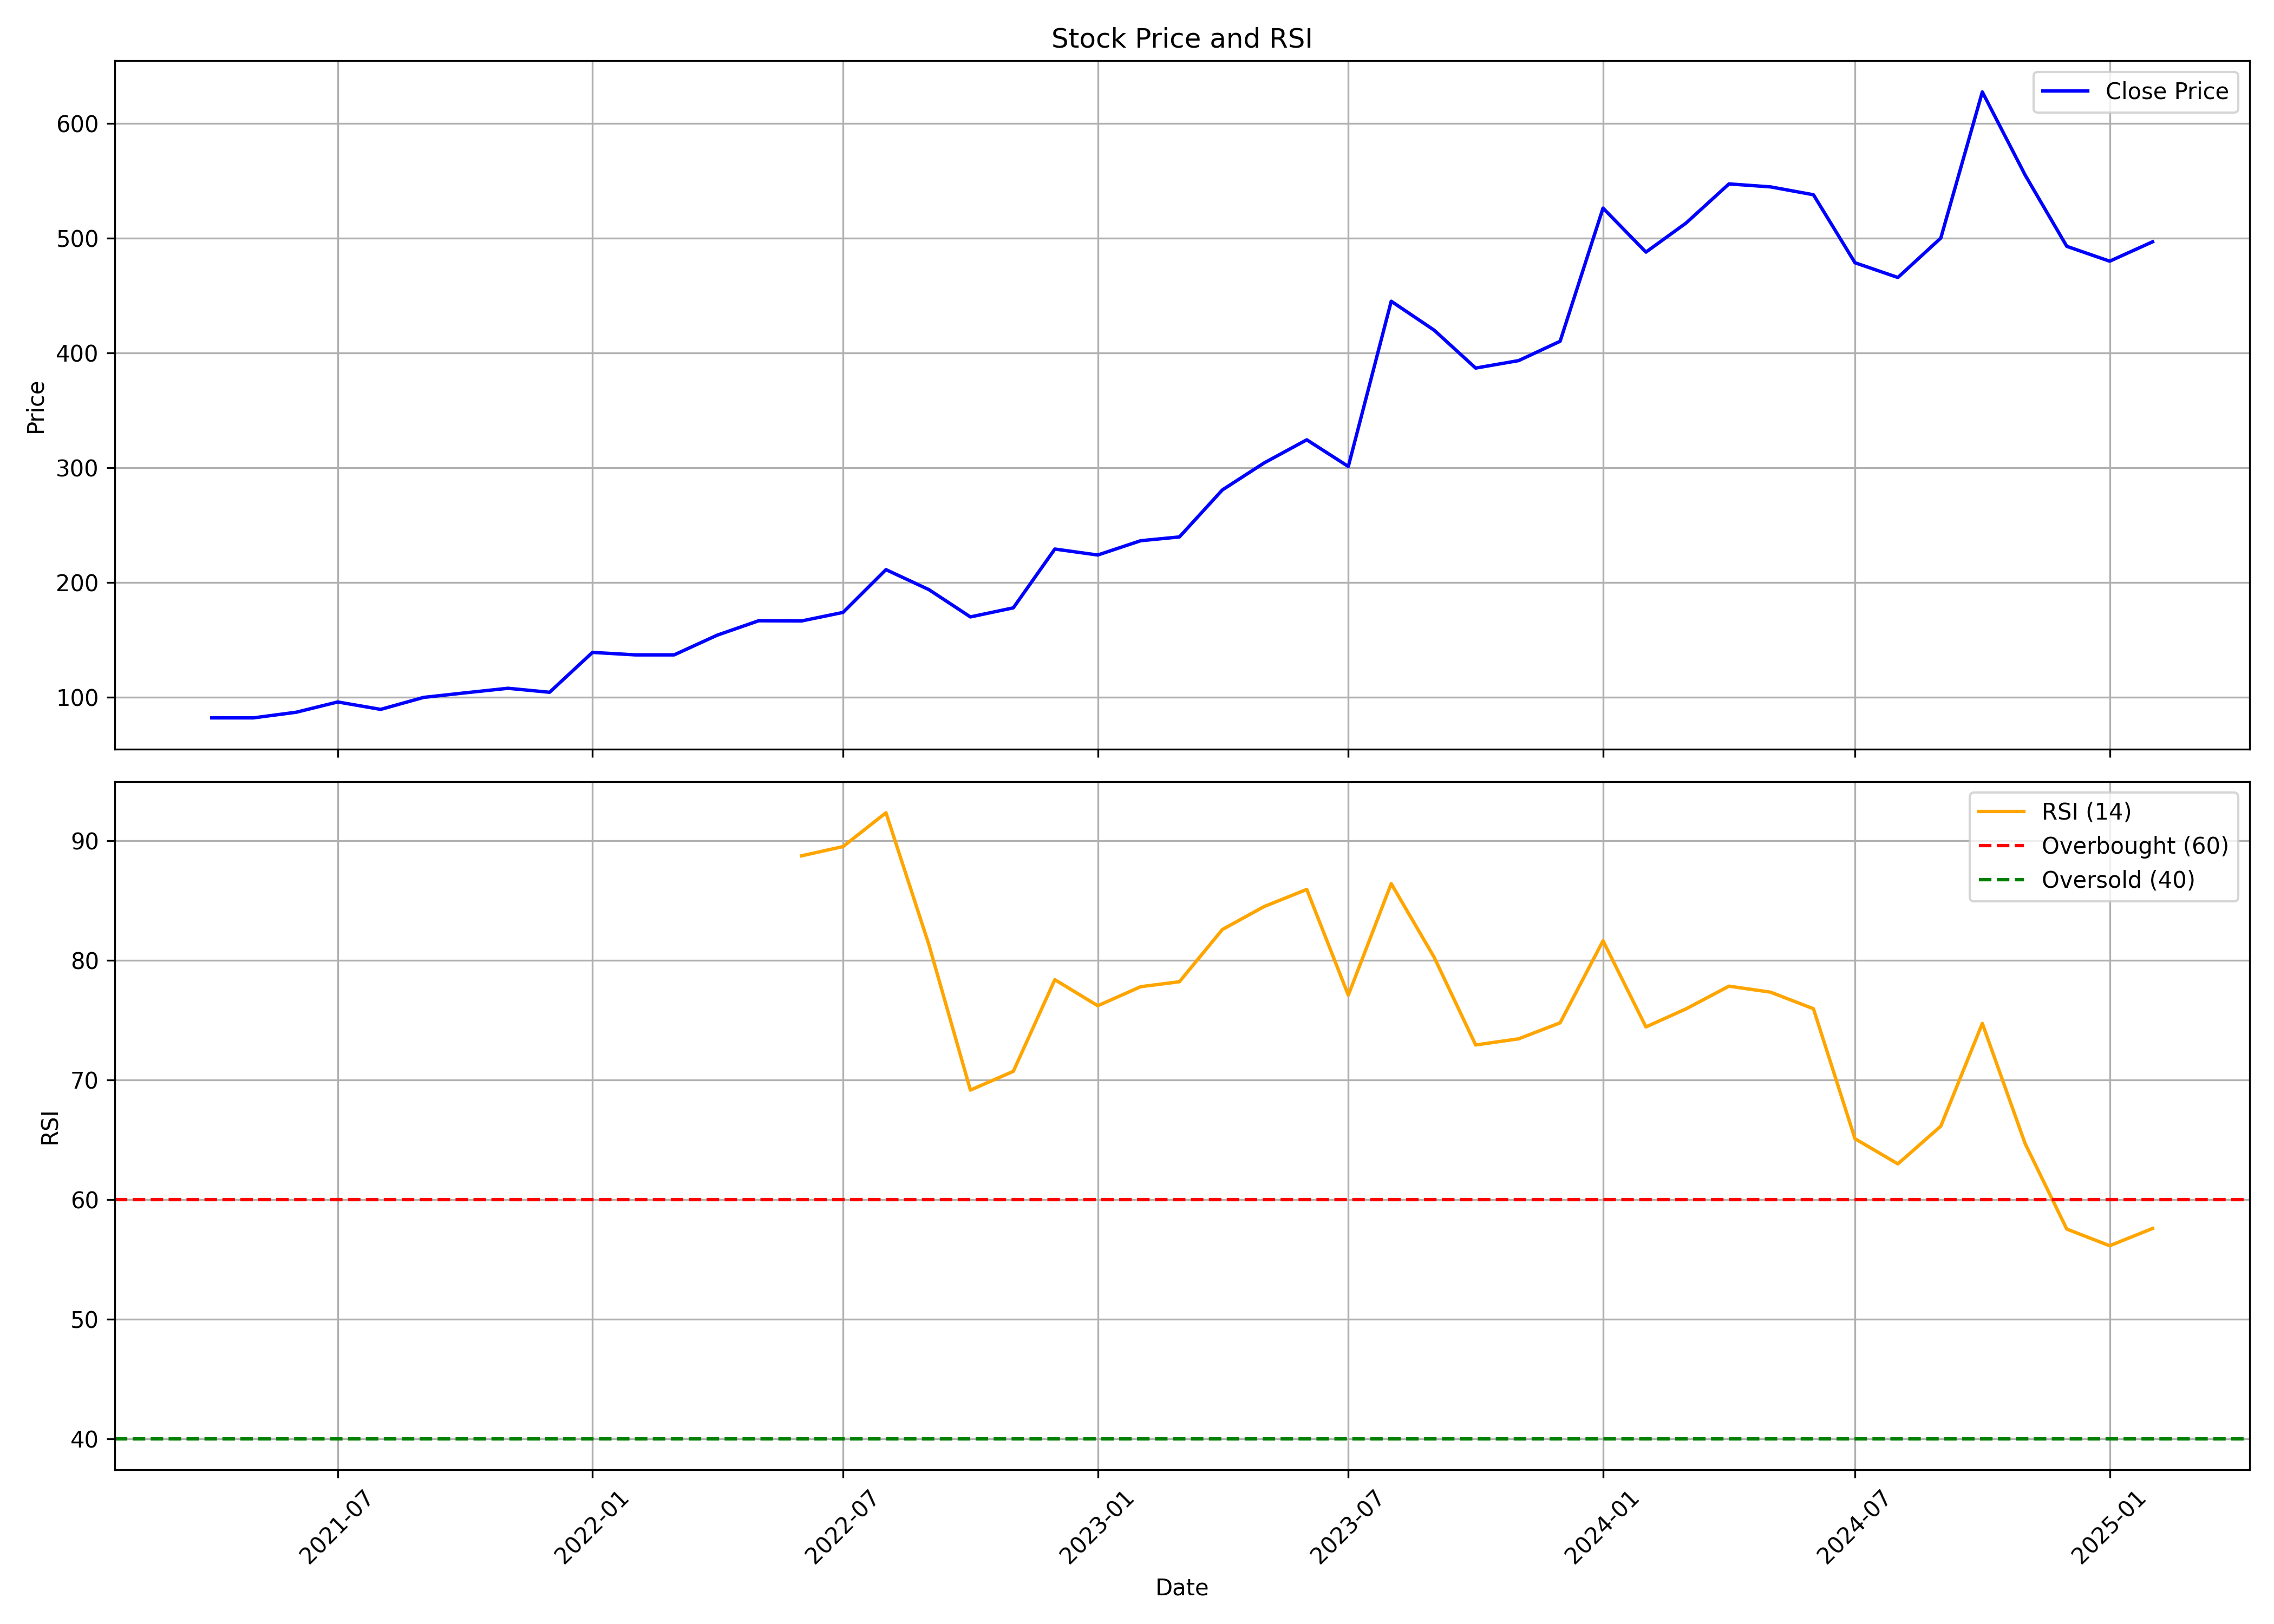 Stock Price and RSI
Close Price
Price
600
500
400
300
200
100
RSI (14)
Overbought (60)
Oversold (40)
RSI
90
80
70
60
50
40
2021-07
2022-01
2022-07
2023-01
2023-07
2024-01
2024-07
2025-01
Date